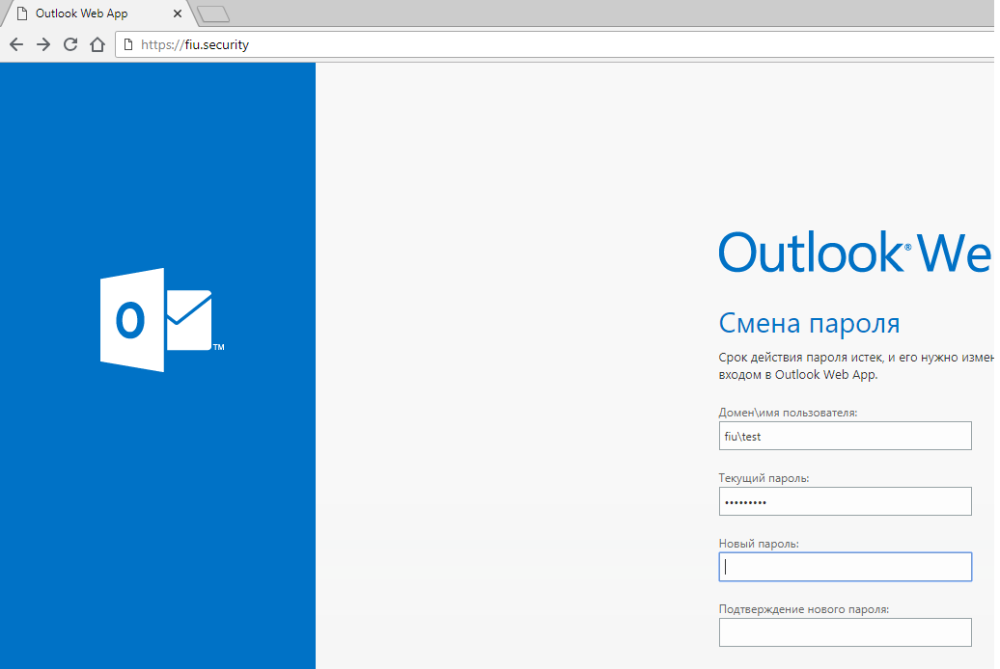 Outlook Web App
https://fiu.security
O
TM
Outlook® We
Смена пароля
Срок действия пароля истек, и его нужно измен
входом в Outlook Web App.
Домен\имя пользователя:
fiu\test
Текущий пароль:
•••••••••
Новый пароль:
Подтверждение нового пароля: